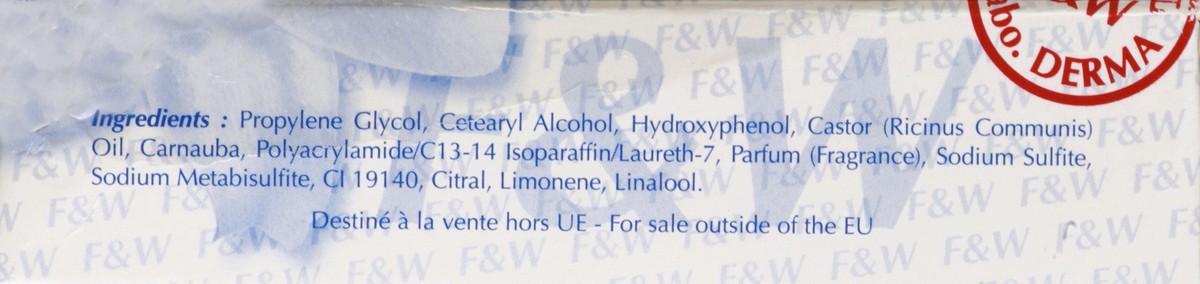 F&W
abo. DERMA
Ingredients : Propylene Glycol, Cetearyl Alcohol, Hydroxyphenol, Castor (Ricinus Communis)
Oil, Carnauba, Polyacrylamide/C13-14 Isoparaffin/Laureth-7, Parfum (Fragrance), Sodium Sulfite,
Sodium Metabisulfite, CI 19140, Citral, Limonene, Linalool.
Destiné à la vente hors UE - For sale outside of the EU